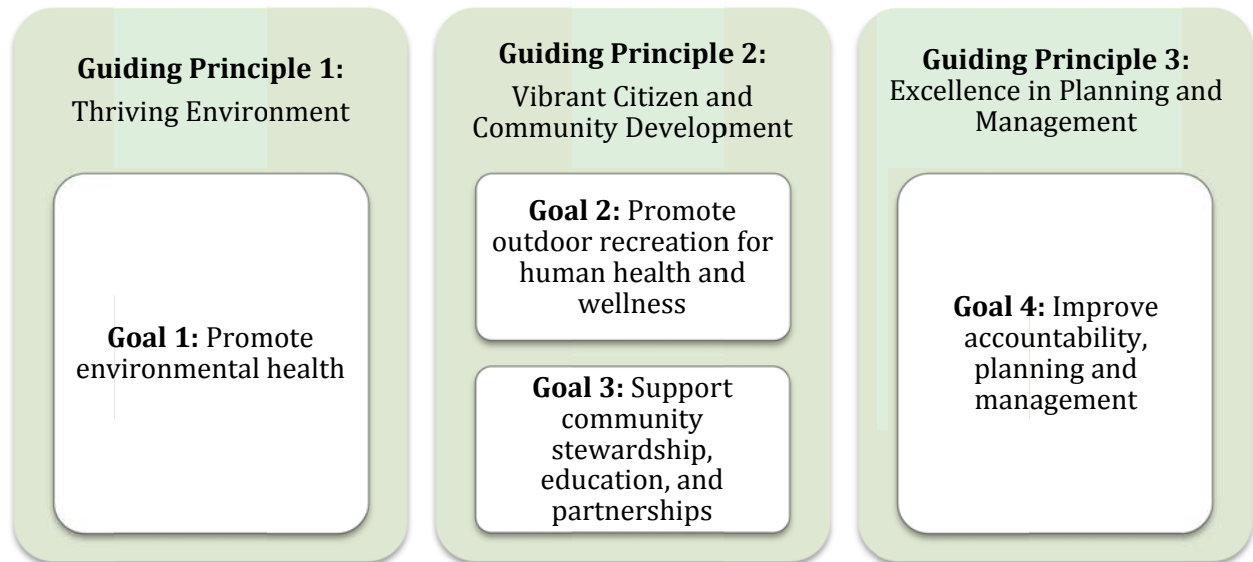 Guiding Principle 1:
Thriving Environment
Goal 1: Promote
environmental health
Guiding Principle 2:
Vibrant Citizen and
Community Development
Goal 2: Promote
outdoor recreation for
human health and
wellness
Goal 3: Support
community
stewardship,
education, and
partnerships
Guiding Principle 3:
Excellence in Planning and
Management
Goal 4: Improve
accountability,
planning and
management